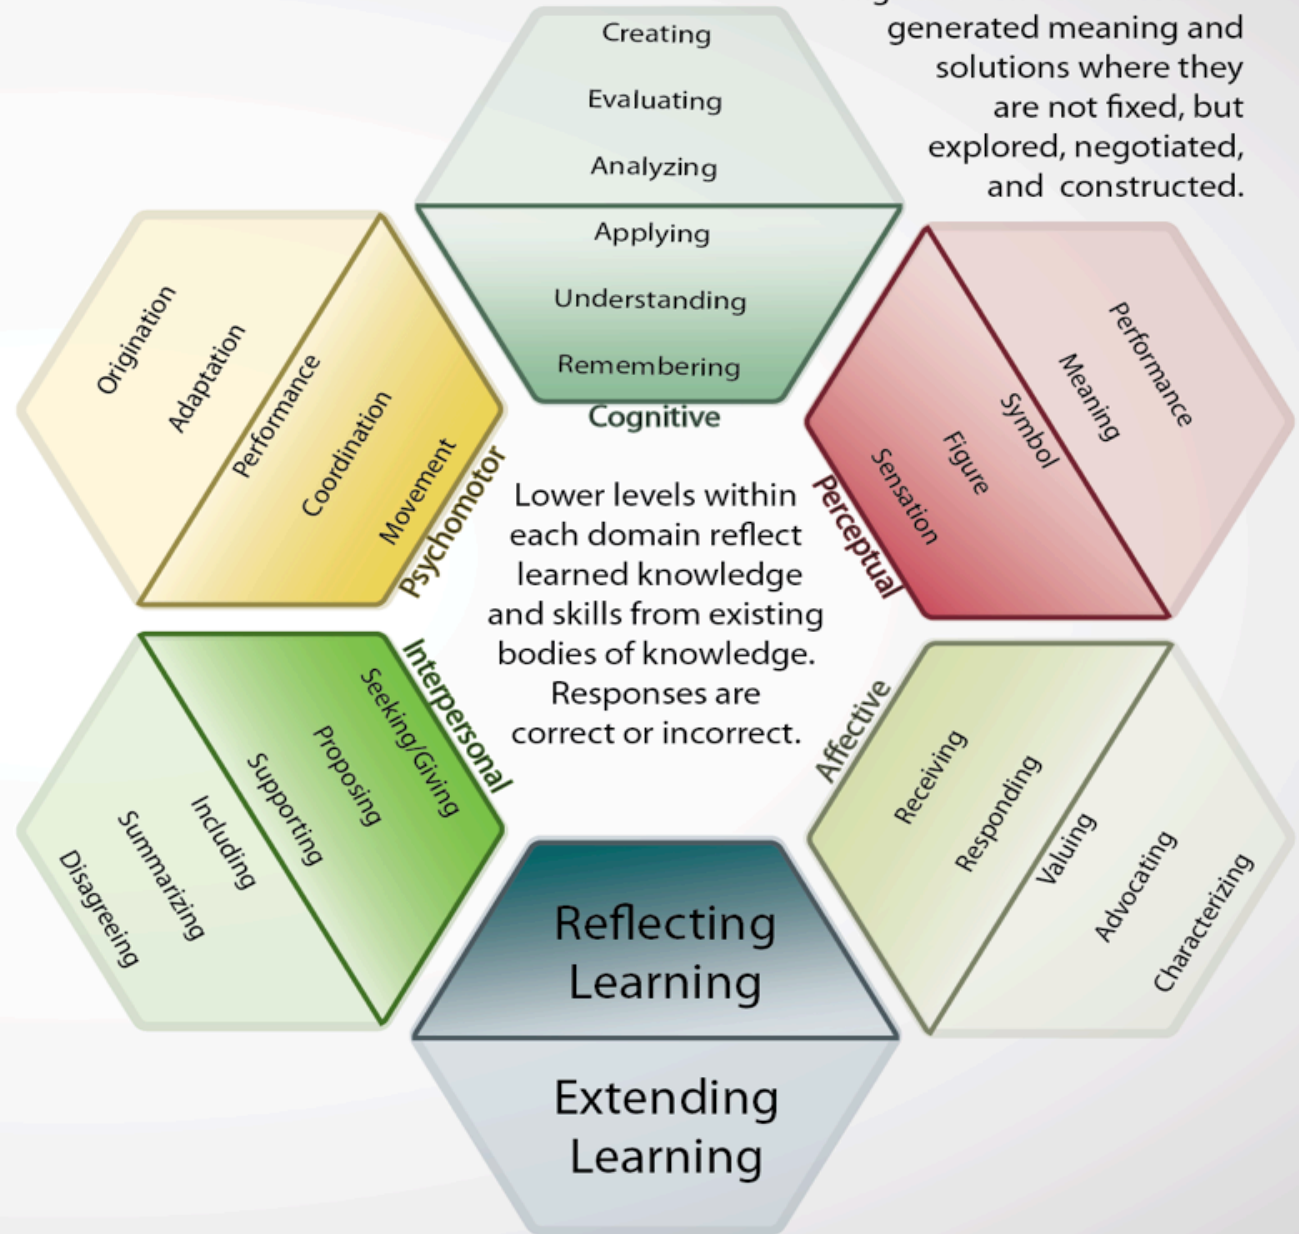 generated meaning and
solutions where they
are not fixed, but
explored, negotiated,
and constructed.
Creating
Evaluating
Analyzing
Applying
Understanding
Remembering
Cognitive
Origination
Adaptation
Performance
Coordination
Movement
Psychomotor
Performance
Meaning
Symbol
Figure
Sensation
Perceptual
Lower levels within
each domain reflect
learned knowledge
and skills from existing
bodies of knowledge.
Responses are
correct or incorrect.
Interpersonal
Seeking/Giving
Proposing
Supporting
Including
Summarizing
Disagreeing
Affective
Receiving
Responding
Valuing
Advocating
Characterizing
Reflecting
Learning
Extending
Learning